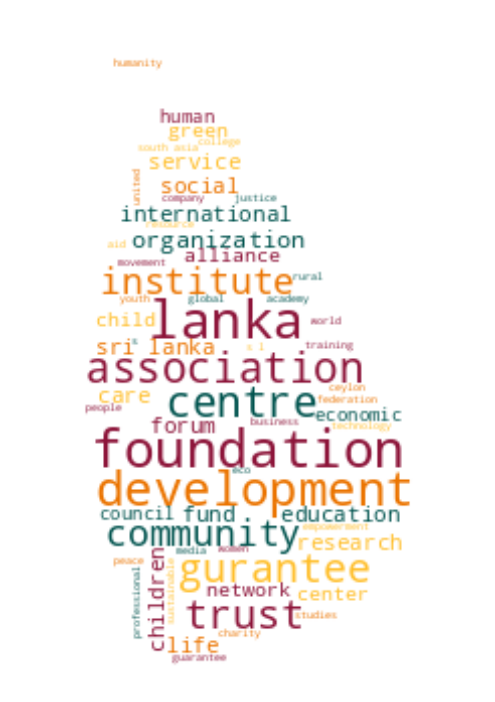 humanity
human
green
college
south asia
service
united
social
company
justice
international
resource
aid
organization
alliance
movement
institute
rural
youth
global
academy
child
lanka
world
sri lanka
s
s l
training
association
care
ceylon
centre
federation
people
forum
business
economic
technology
foundation
eco
development
council
fund
education
community
empowerment
research
children
media
women
peace
professional
sustainable
gurantee
network
center
trust
studies
charity
life
guarantee